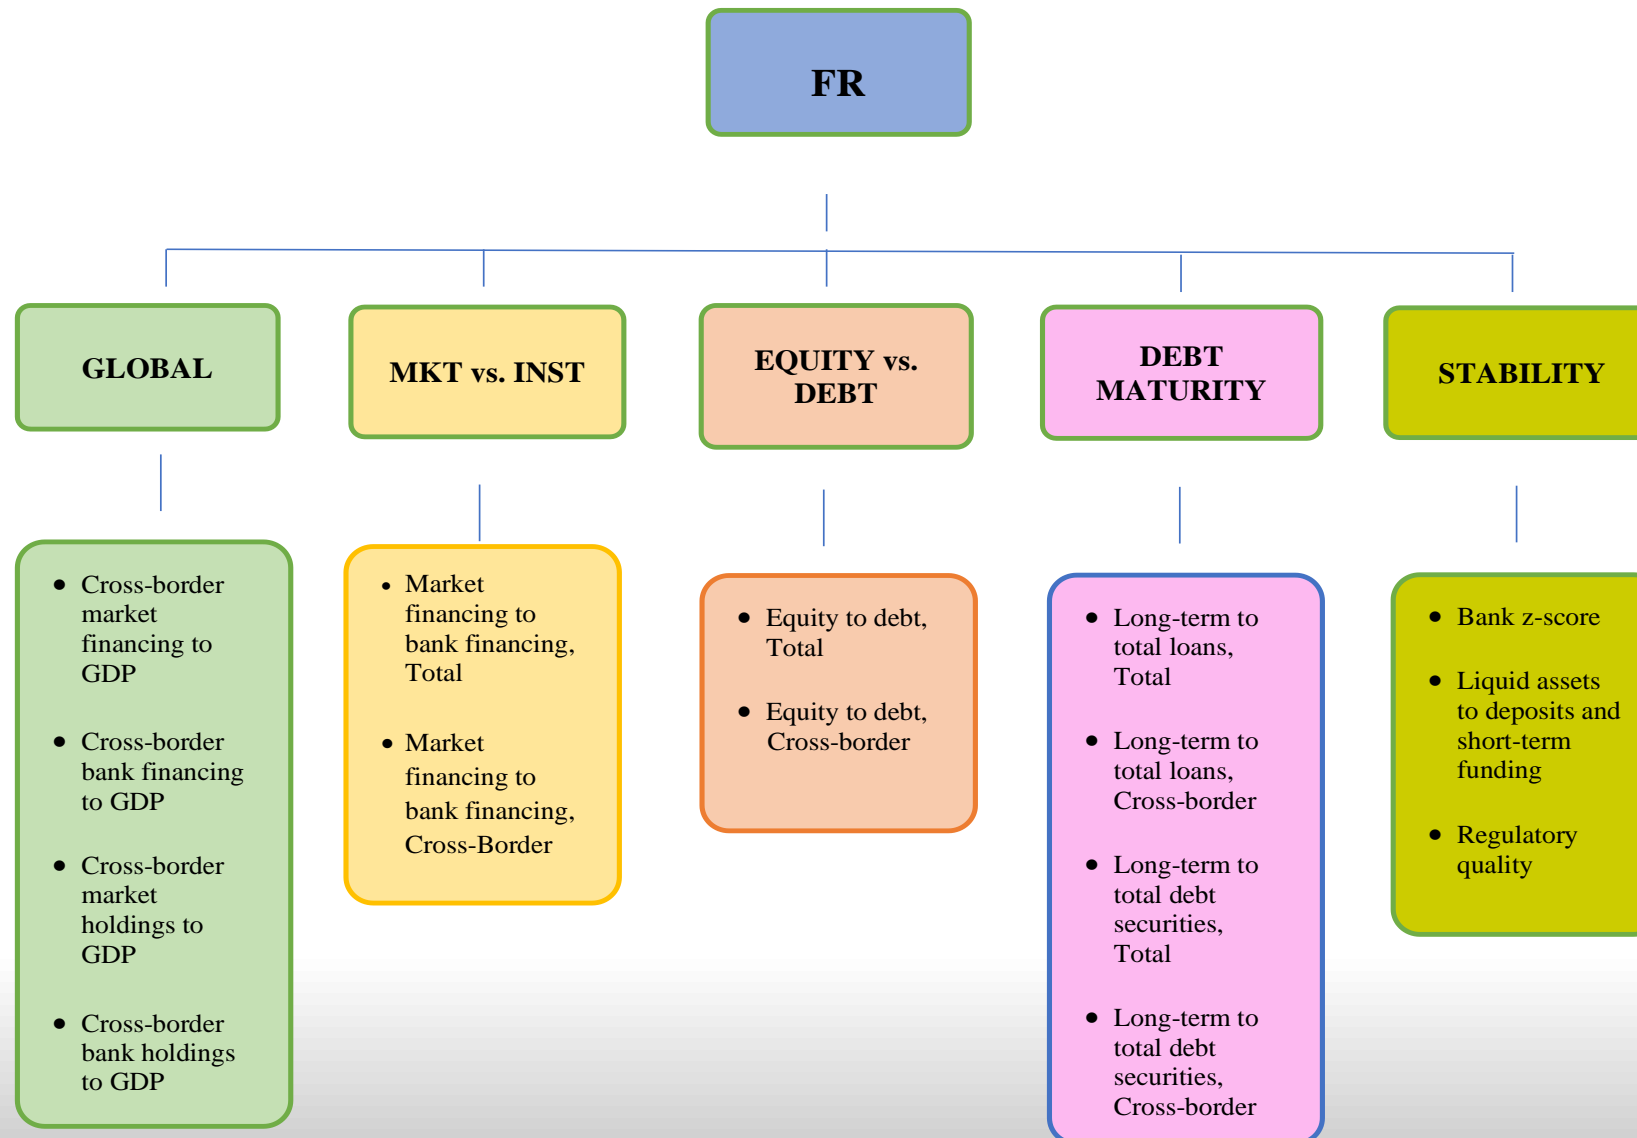 FR
GLOBAL
MKT vs. INST
EQUITY vs.
DEBT
DEBT
MATURITY
STABILITY
• Cross-border
market
financing to
GDP
• Cross-border
bank financing
to GDP
• Cross-border
market
holdings to
GDP
• Cross-border
bank holdings
to GDP
• Market
financing to
bank financing,
Total
• Market
financing to
bank financing,
Cross-Border
• Equity to debt,
Total
• Equity to debt,
Cross-border
• Long-term to
total loans,
Total
• Long-term to
total loans,
Cross-border
• Long-term to
total debt
securities,
Total
• Long-term to
total debt
securities,
Cross-border
• Bank z-score
• Liquid assets
to deposits and
short-term
funding
• Regulatory
quality